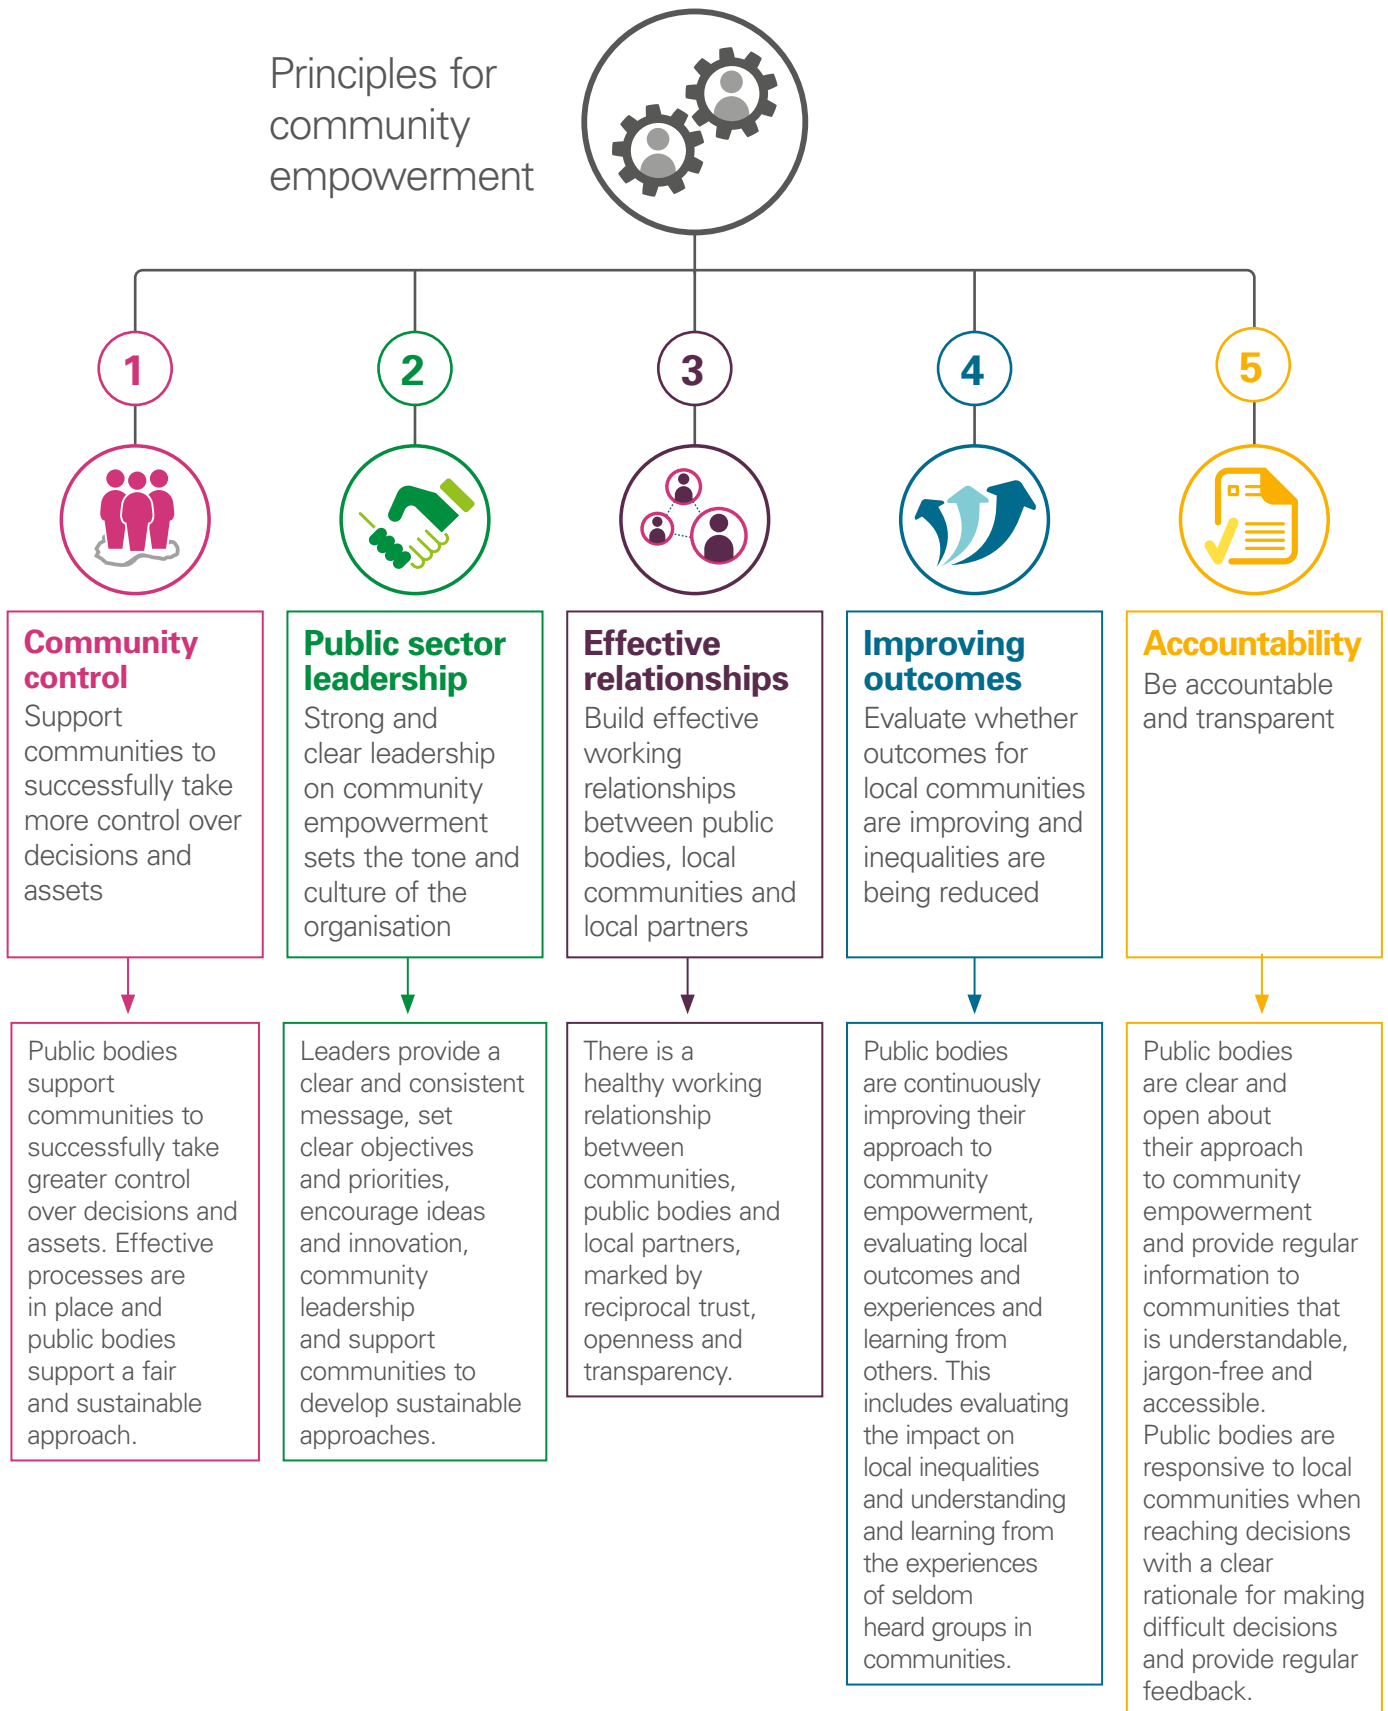 Principles for
community
empowerment
1
2
3
4
5
Community
control
Support
communities to
successfully take
more control over
decisions and
assets
Public sector
leadership
Strong and
clear leadership
on community
empowerment
sets the tone and
culture of the
organisation
Effective
relationships
Build effective
working
relationships
between public
bodies, local
communities and
local partners
Improving
outcomes
Evaluate whether
outcomes for
local communities
are improving and
inequalities are
being reduced
Accountability
Be accountable
and transparent
Public bodies
support
communities to
successfully take
greater control
over decisions and
assets. Effective
processes are
in place and
public bodies
support a fair
and sustainable
approach.
Leaders provide a
clear and consistent
message, set
clear objectives
and priorities,
encourage ideas
and innovation,
community
leadership
and support
communities to
develop sustainable
approaches.
There is a
healthy working
relationship
between
communities,
public bodies and
local partners,
marked by
reciprocal trust,
openness and
transparency.
Public bodies
are continuously
improving their
approach to
community
empowerment,
evaluating local
outcomes and
experiences and
learning from
others. This
includes evaluating
the impact on
local inequalities
and understanding
and learning from
the experiences
of seldom
heard groups in
communities.
Public bodies
are clear and
open about
their approach
to community
empowerment
and provide regular
information to
communities that
is understandable,
jargon-free and
accessible.
Public bodies are
responsive to local
communities when
reaching decisions
with a clear
rationale for making
difficult decisions
and provide regular
feedback.